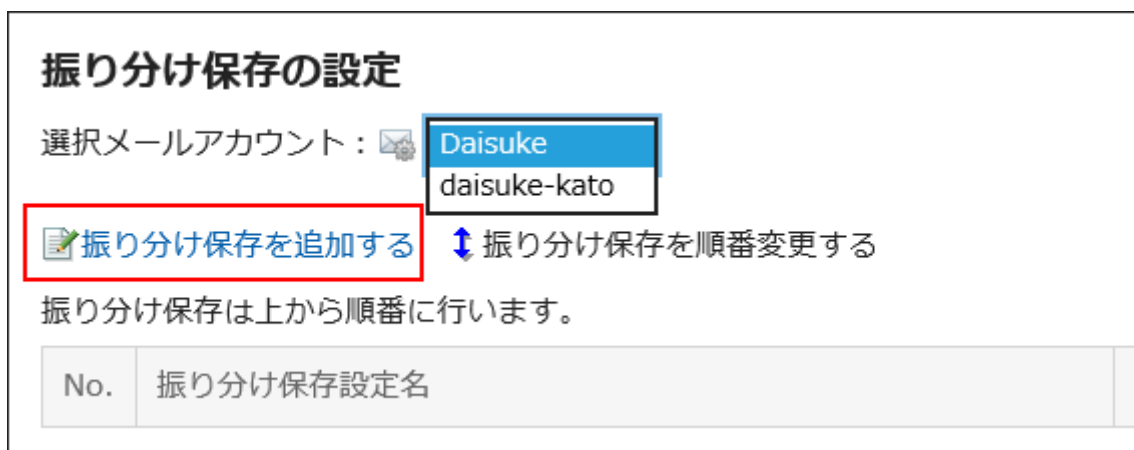 振り分け保存の設定
選択メールアカウント： Daisuke
daisuke-kato
振り分け保存を追加する 振り分け保存を順番変更する
振り分け保存は上から順番に行います。
No. 振り分け保存設定名